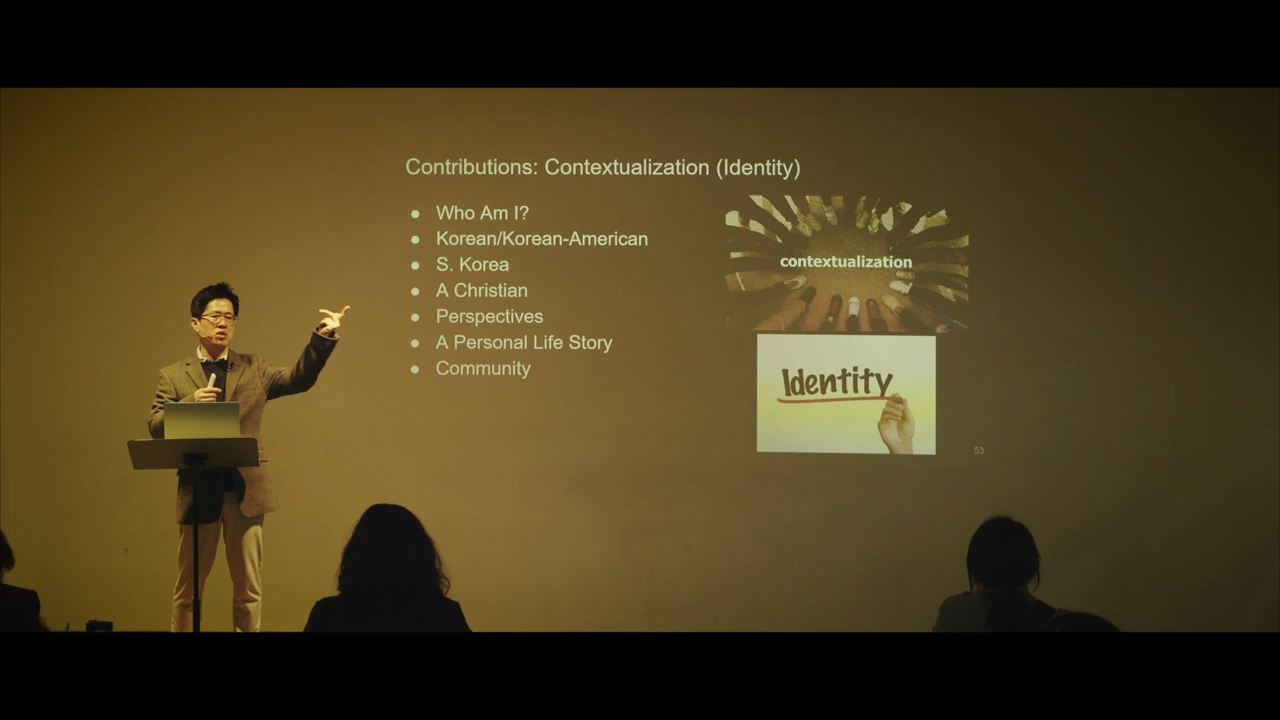 Contributions: Contextualization (Identity)
● Who Am I?
● Korean/Korean-American
● S. Korea
● A Christian
● Perspectives
● A Personal Life Story
● Community
contextualization
Identity
53